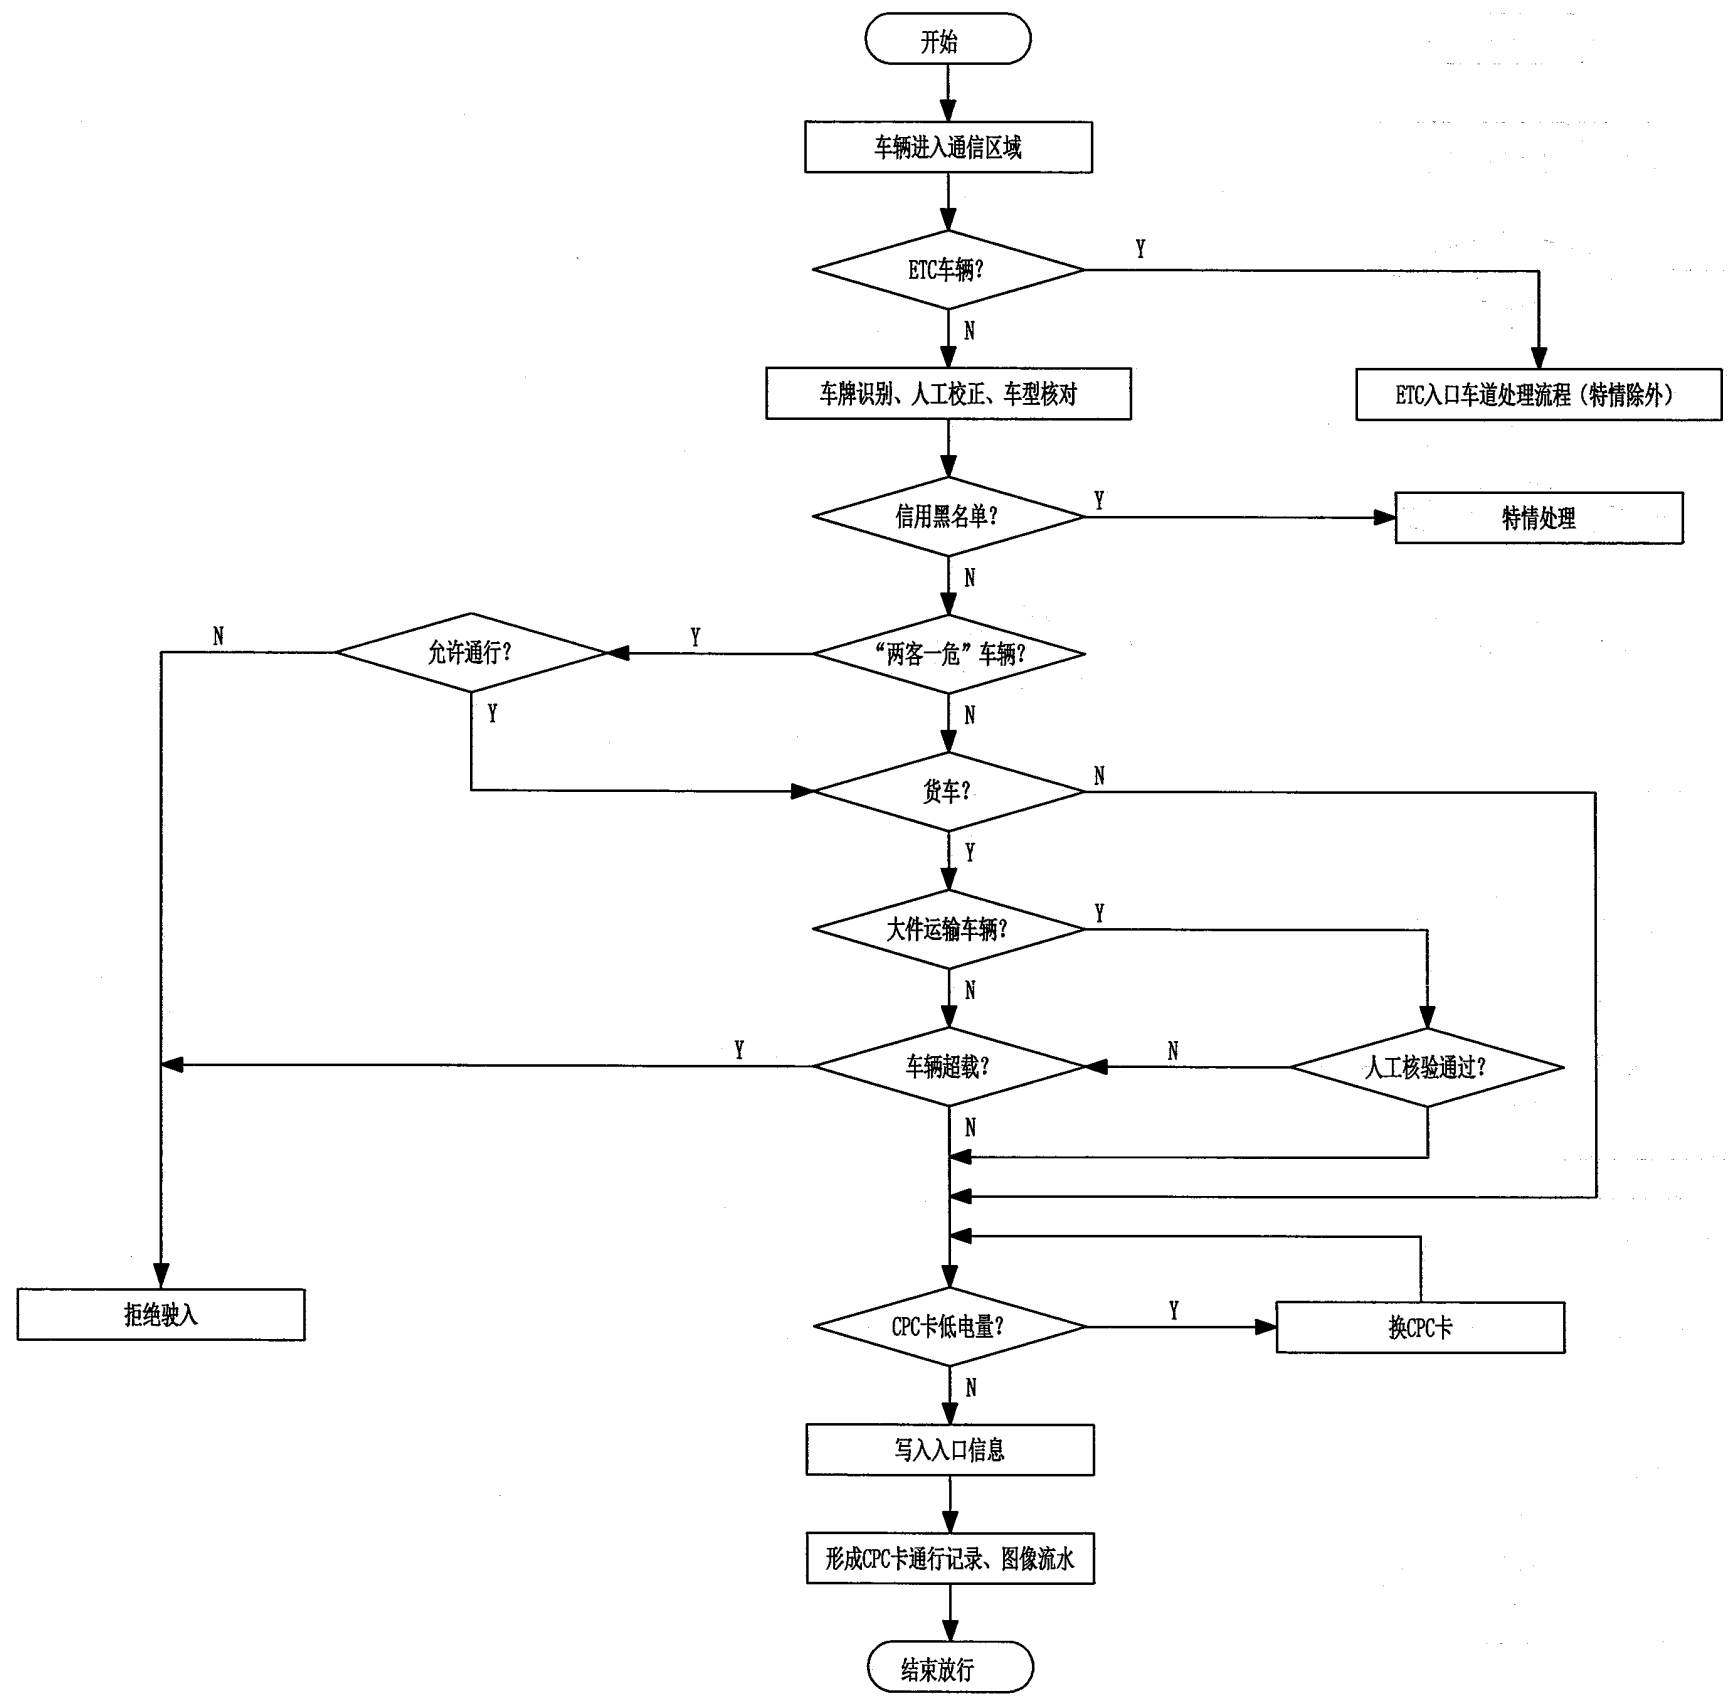 开始
车辆进入通信区域
ETC车辆？
Y
N
车牌识别、人工校正、车型核对
ETC入口车道处理流程（特情除外）
信用黑名单？
Y
特情处理
N
N
允许通行？
Y
“两客一危”车辆？
Y
N
货车？
N
Y
大件运输车辆？
Y
N
Y
车辆超载？
N
人工核验通过？
N
拒绝驶入
CPC卡低电量？
Y
换CPC卡
N
写入入口信息
形成CPC卡通行记录、图像流水
结束放行